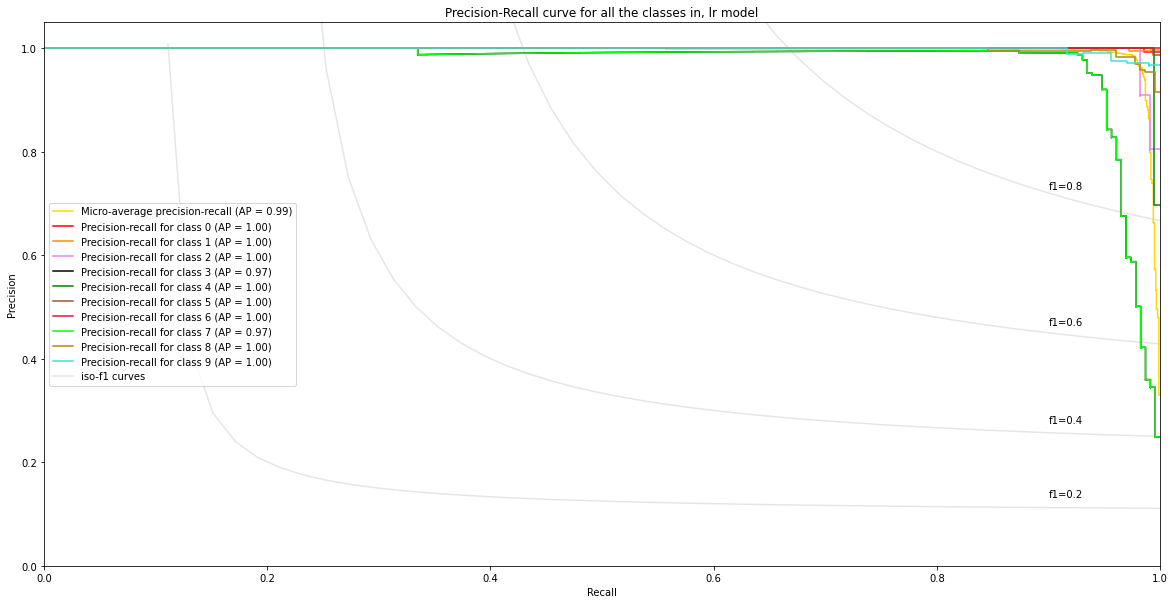 Precision-Recall curve for all the classes in, lr model
1.0
0.8
0.6
0.4
0.2
0.0
Precision
f1=0.8
f1=0.6
f1=0.4
f1=0.2
Micro-average precision-recall (AP = 0.99)
Precision-recall for class 0 (AP = 1.00)
Precision-recall for class 1 (AP = 1.00)
Precision-recall for class 2 (AP = 1.00)
Precision-recall for class 3 (AP = 0.97)
Precision-recall for class 4 (AP = 1.00)
Precision-recall for class 5 (AP = 1.00)
Precision-recall for class 6 (AP = 1.00)
Precision-recall for class 7 (AP = 0.97)
Precision-recall for class 8 (AP = 1.00)
Precision-recall for class 9 (AP = 1.00)
iso-f1 curves
0.0 0.2 0.4 0.6 0.8 1.0
Recall